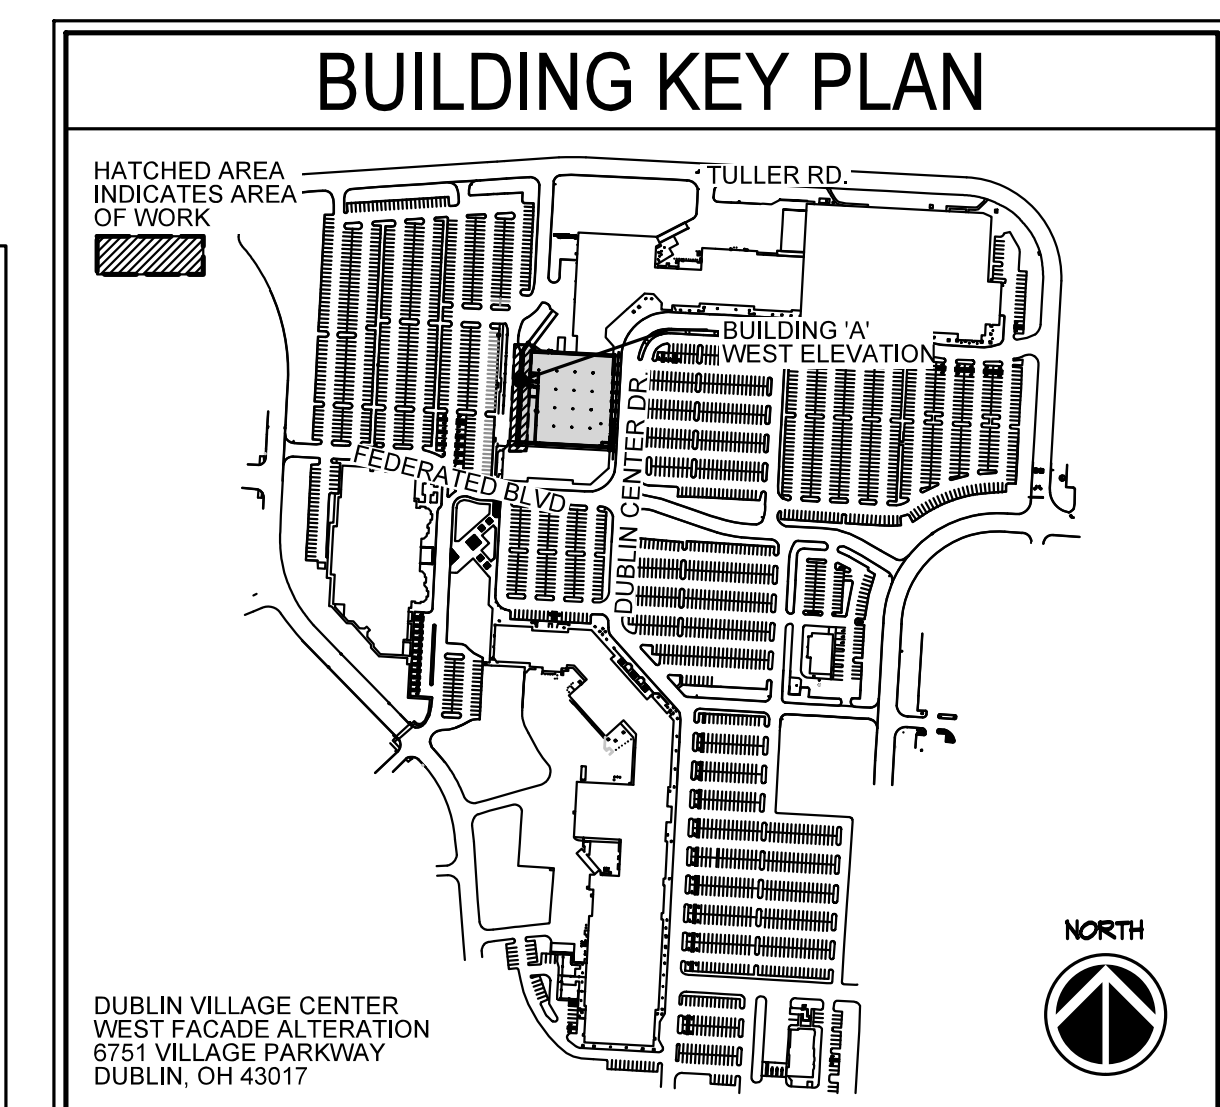 BUILDING KEY PLAN
HATCHED AREA
INDICATES AREA
OF WORK
TULLER RD.
BUILDING 'A'
WEST ELEVATION
DUBLIN CENTER DR.
FEDERATED BLVD
NORTH
DUBLIN VILLAGE CENTER
WEST FACADE ALTERATION
6751 VILLAGE PARKWAY
DUBLIN, OH 43017